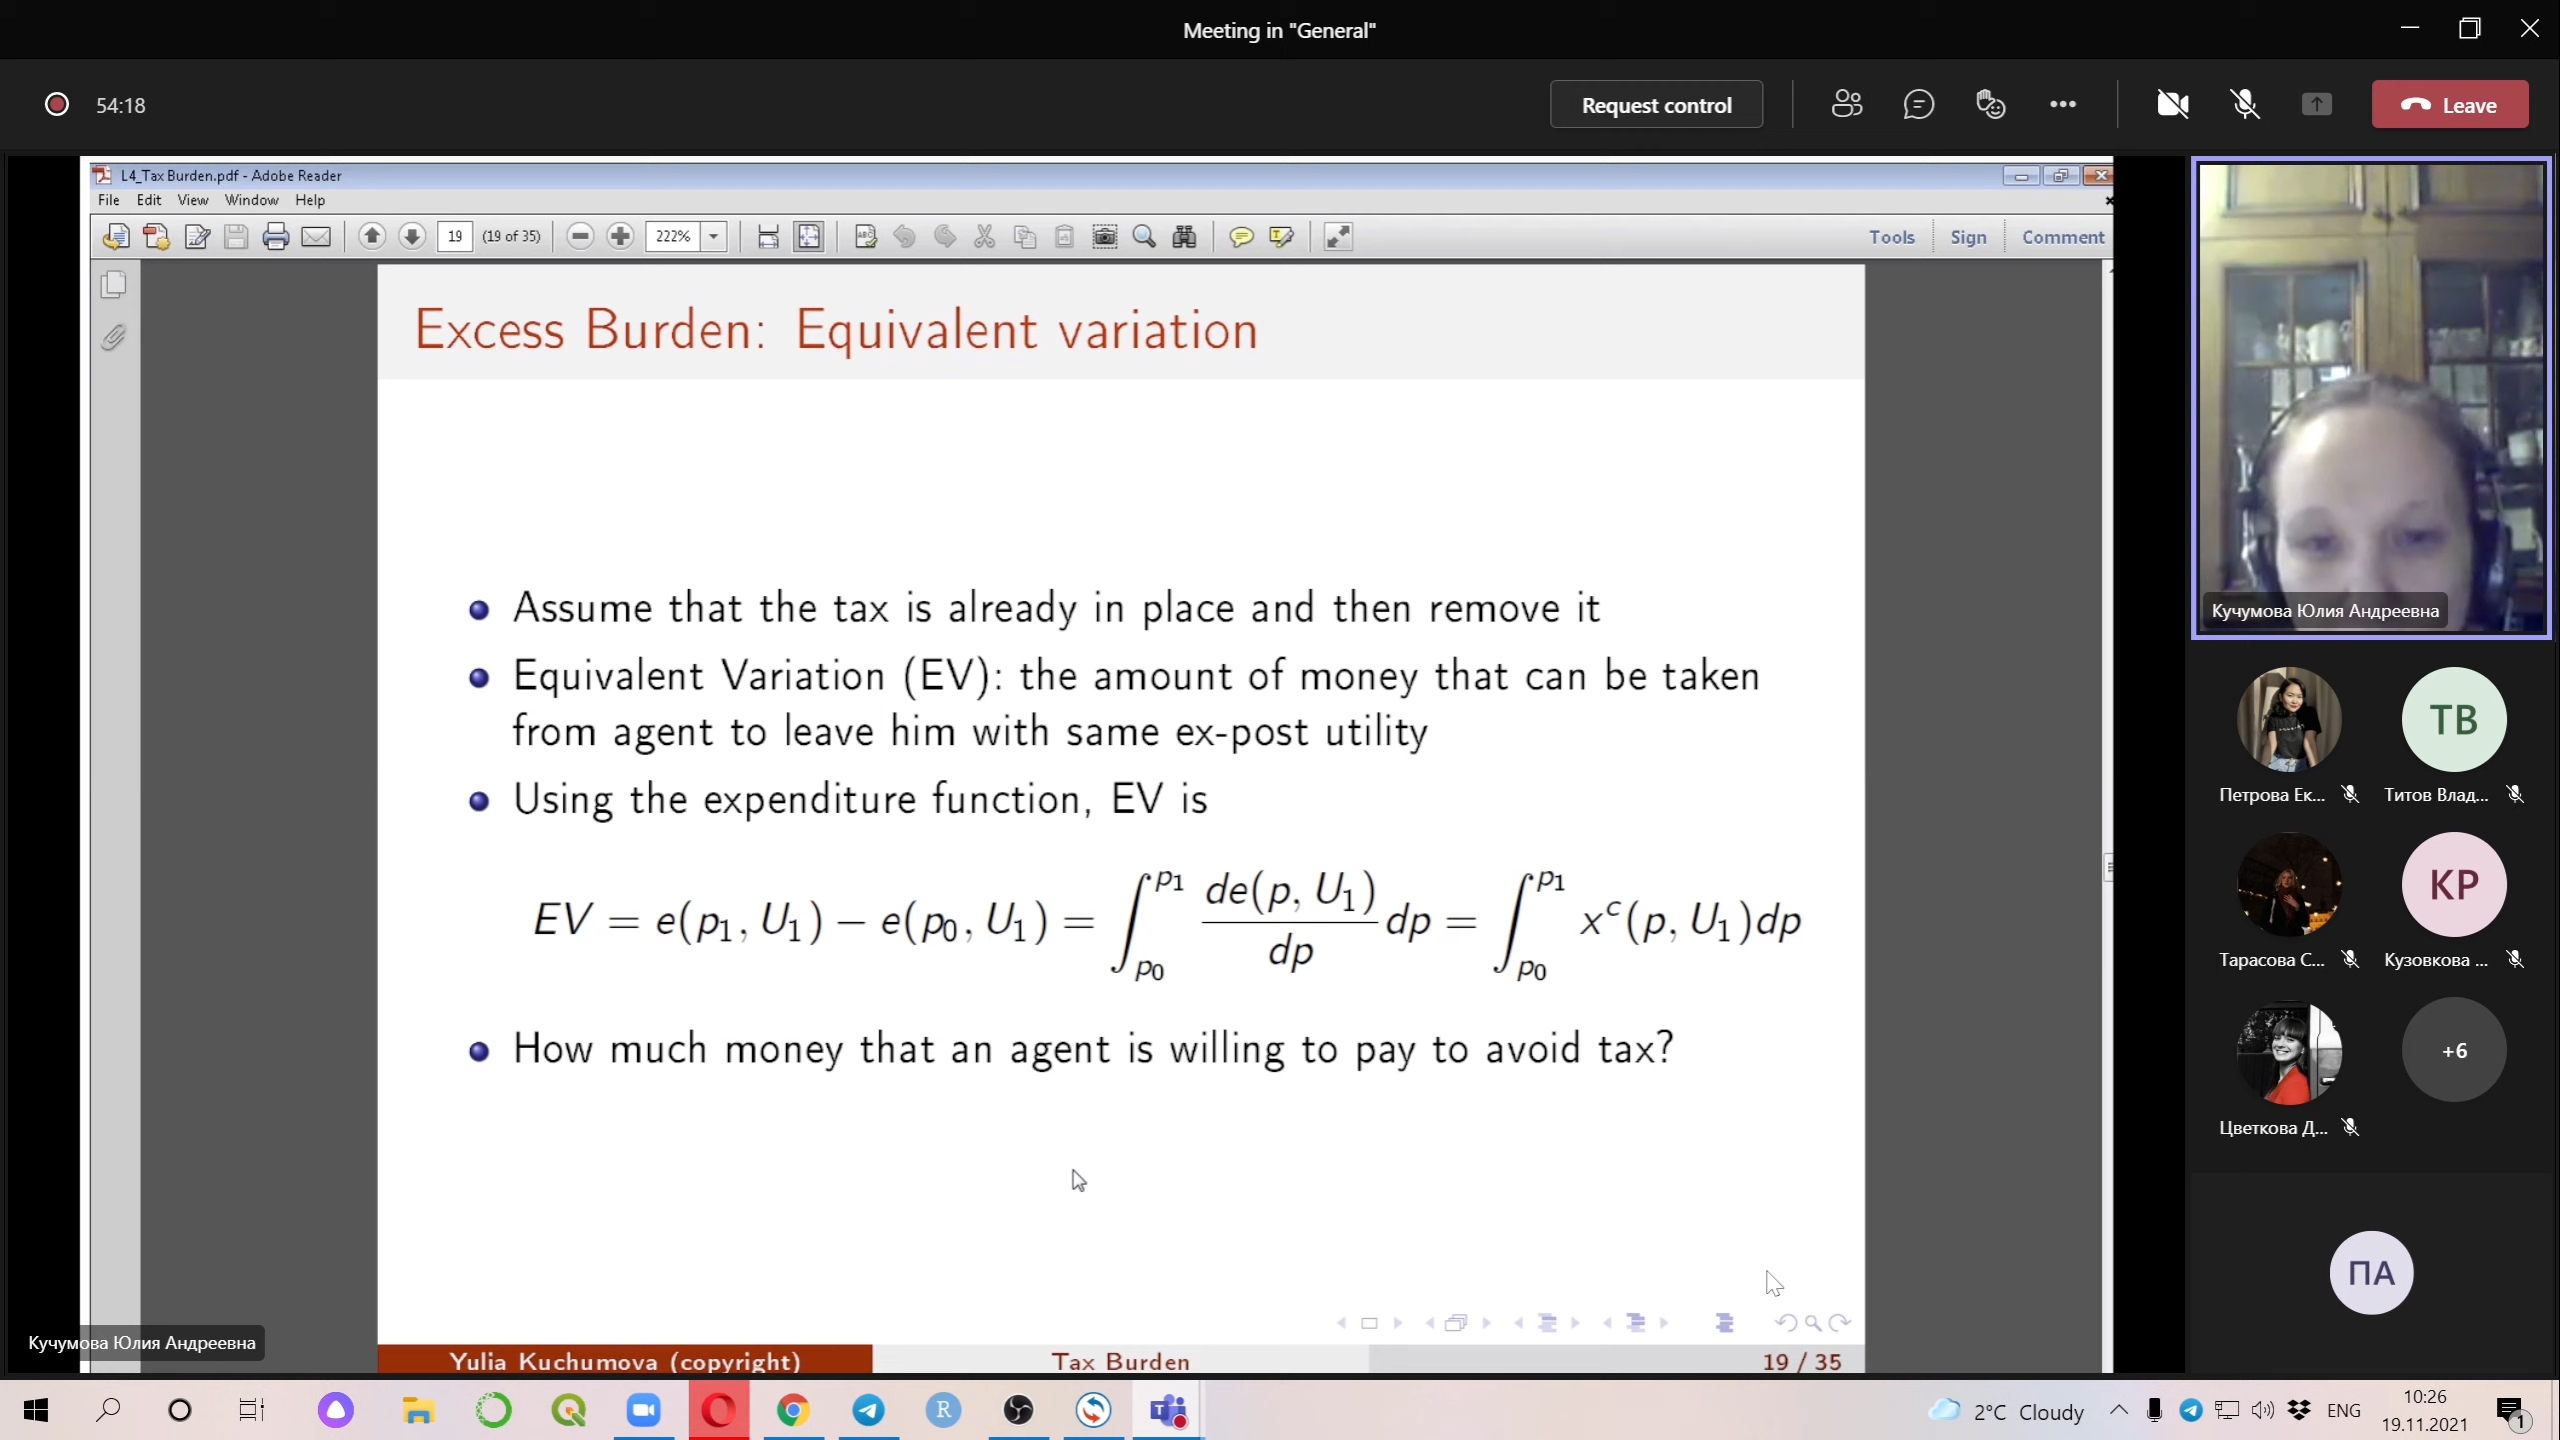 Meeting in "General"
54:18
Request control
Leave
L4_Tax Burden.pdf - Adobe Reader
File Edit View Window Help
19 (19 of 35) 222% Tools Sign Comment
Excess Burden: Equivalent variation
Assume that the tax is already in place and then remove it
Equivalent Variation (EV): the amount of money that can be taken
from agent to leave him with same ex-post utility
Using the expenditure function, EV is
EV = e(p₁, U₁) − e(p₀, U₁) = ∫_{p₀}^{p₁} de(p, U₁)/dp dp = ∫_{p₀}^{p₁} xᶜ(p, U₁)dp
How much money that an agent is willing to pay to avoid tax?
Yulia Kuchumova (copyright) Tax Burden 19 / 35
Кучумова Юлия Андреевна
Кучумова Юлия Андреевна
ТВ
Петрова Ек... Титов Влад...
КР
Тарасова С... Кузовкова ...
+6
Цветкова Д...
ПА
2°C Cloudy
ENG
10:26
19.11.2021
1